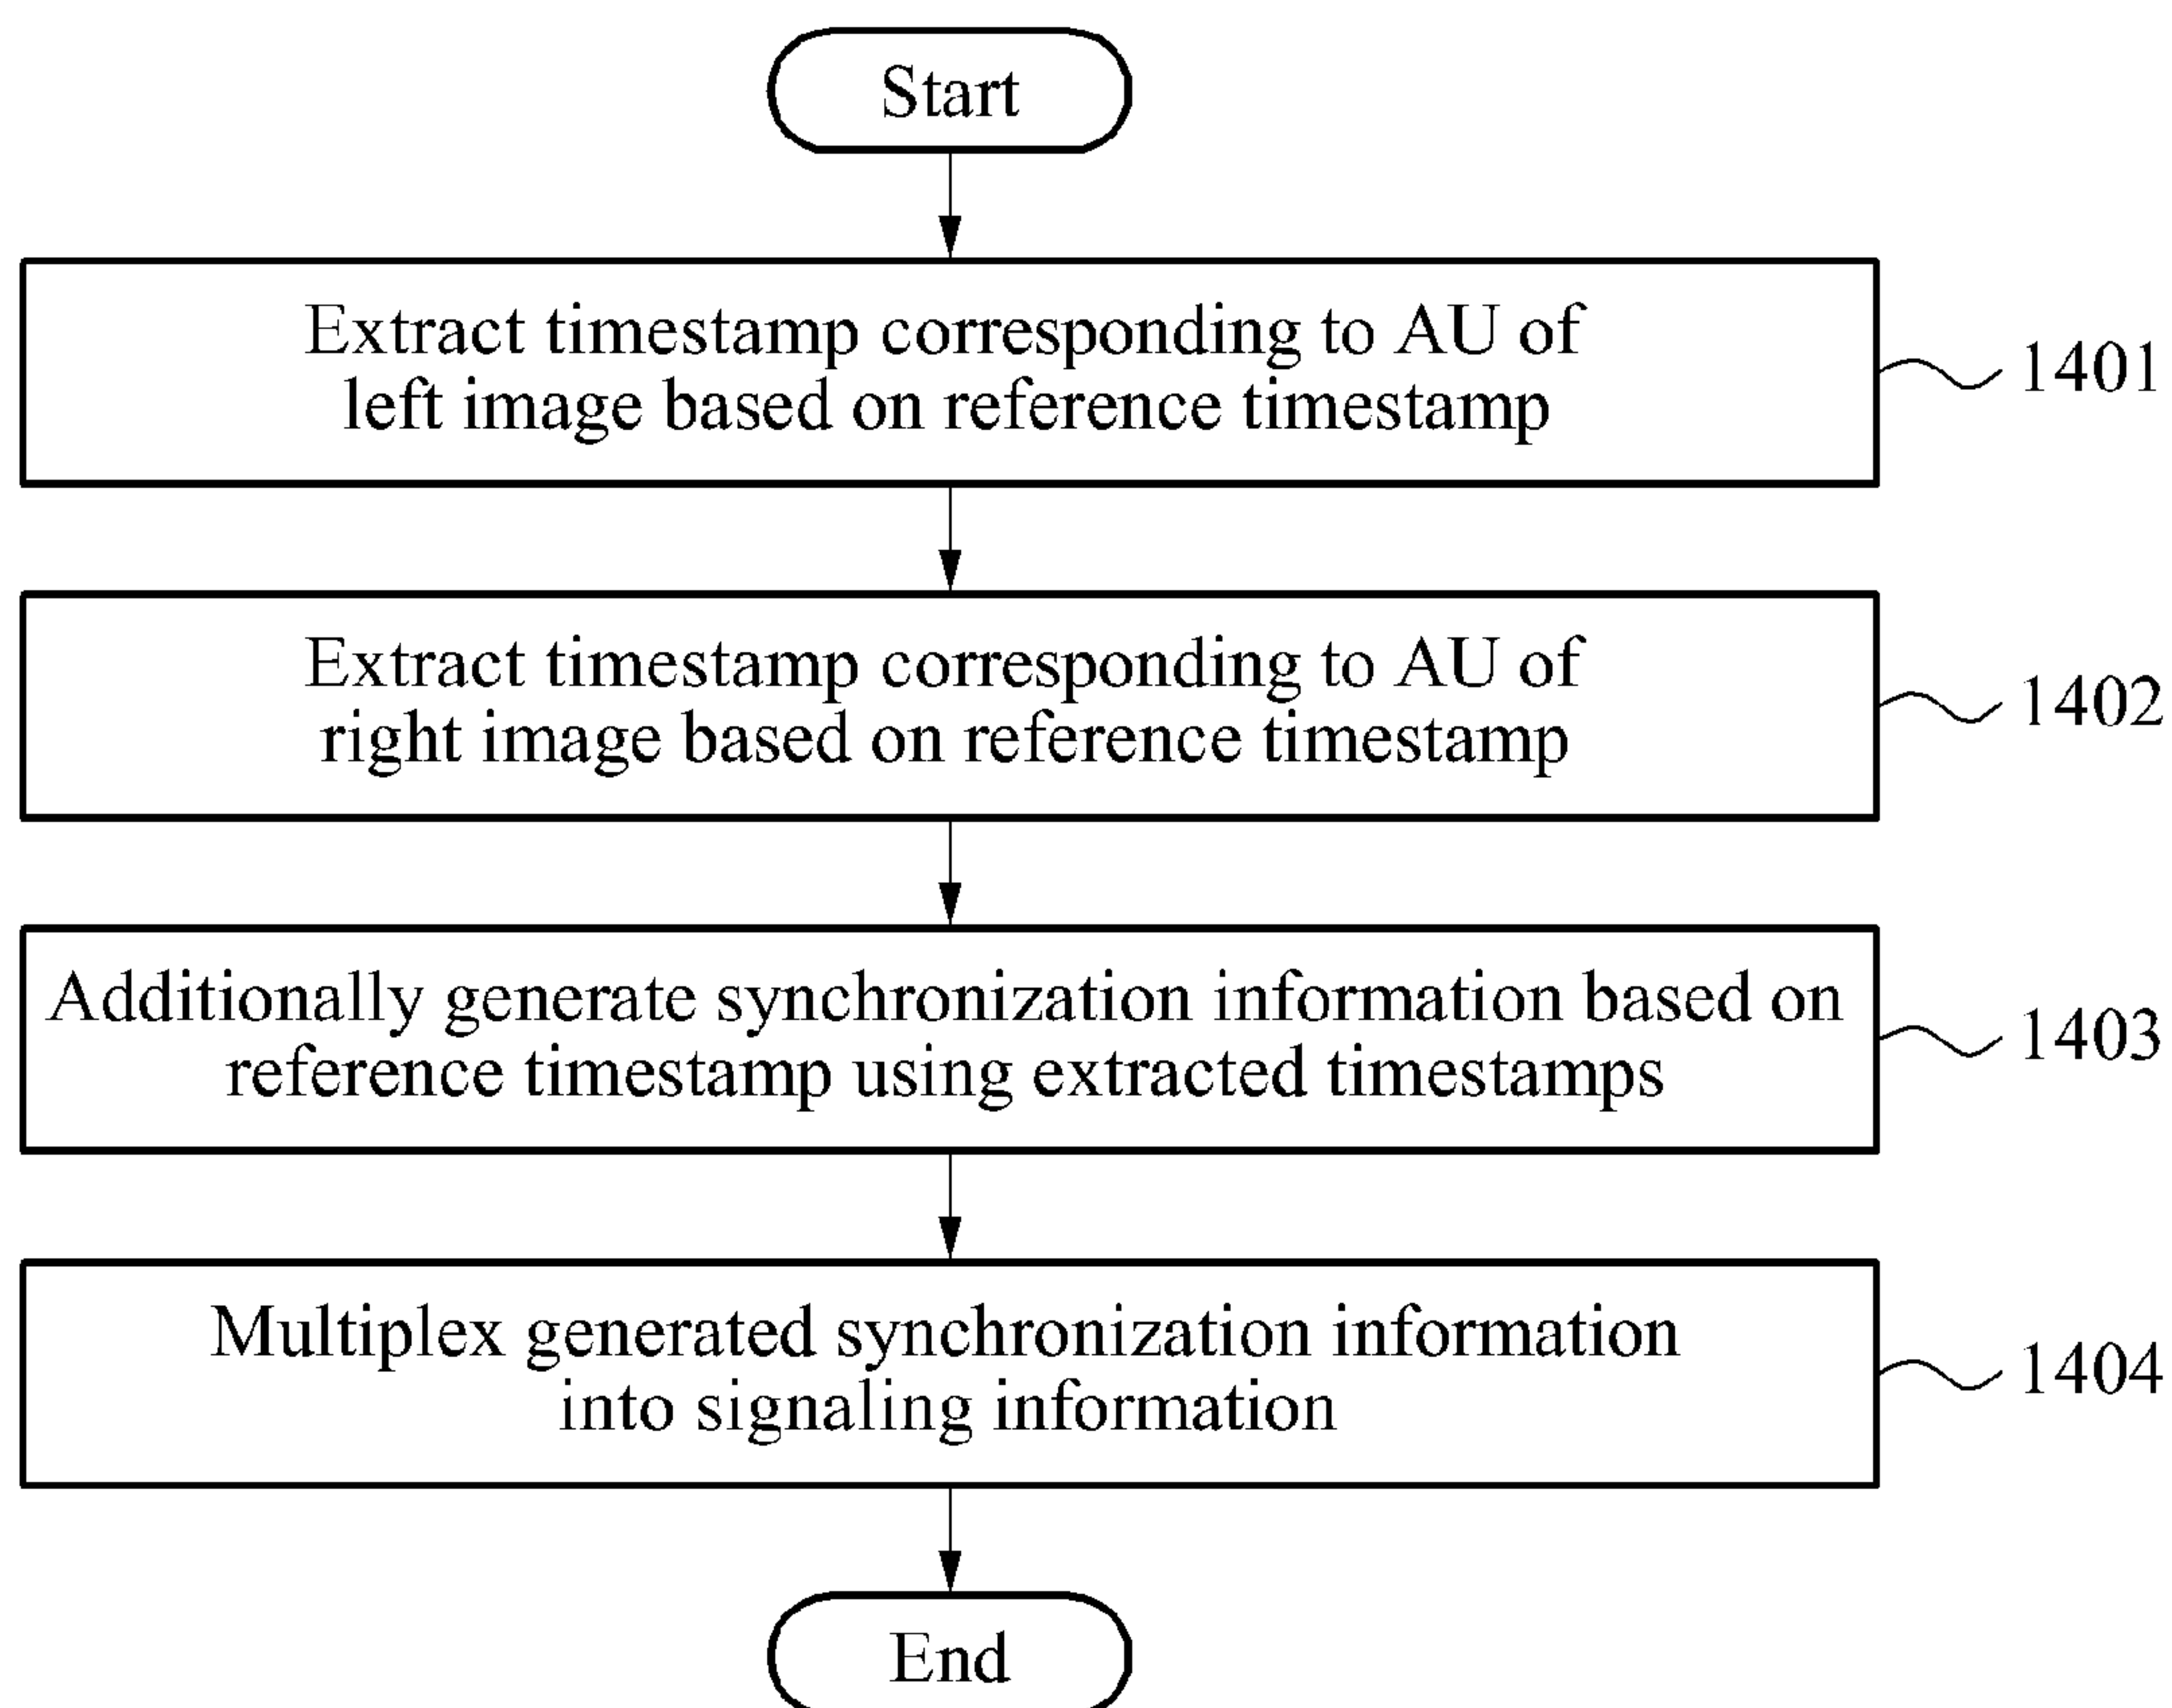 Start
Extract timestamp corresponding to AU of
left image based on reference timestamp
1401
Extract timestamp corresponding to AU of
right image based on reference timestamp
1402
Additionally generate synchronization information based on
reference timestamp using extracted timestamps
1403
Multiplex generated synchronization information
into signaling information
1404
End